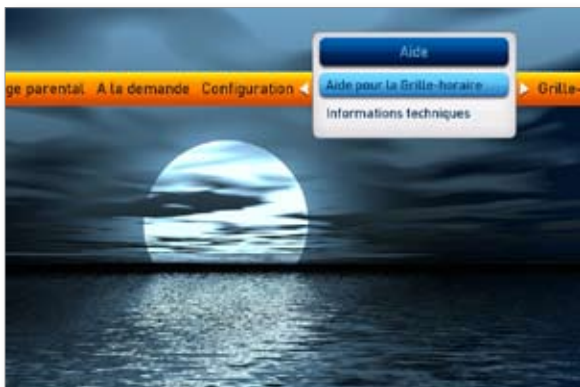 Aide
ge parental A la demande Configuration Aide pour la Grille-horaire Grille-
Informations techniques